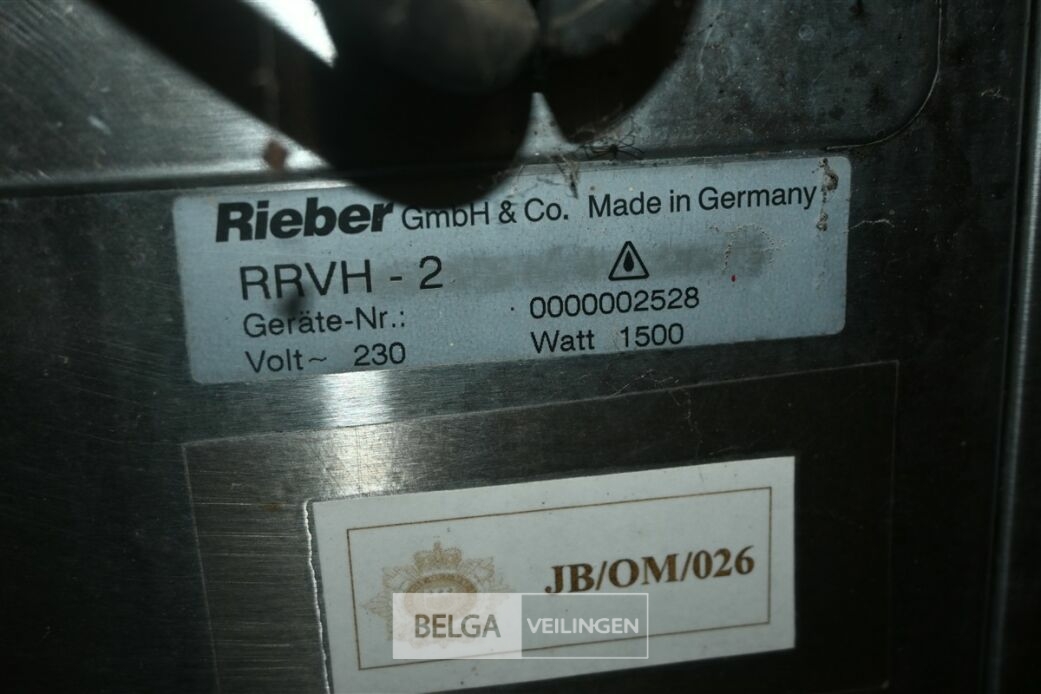 Rieber GmbH & Co. Made in Germany
RRVH - 2
Geräte-Nr.: 0000002528
Volt~ 230 Watt 1500
JB/OM/026
BELGA VEILINGEN